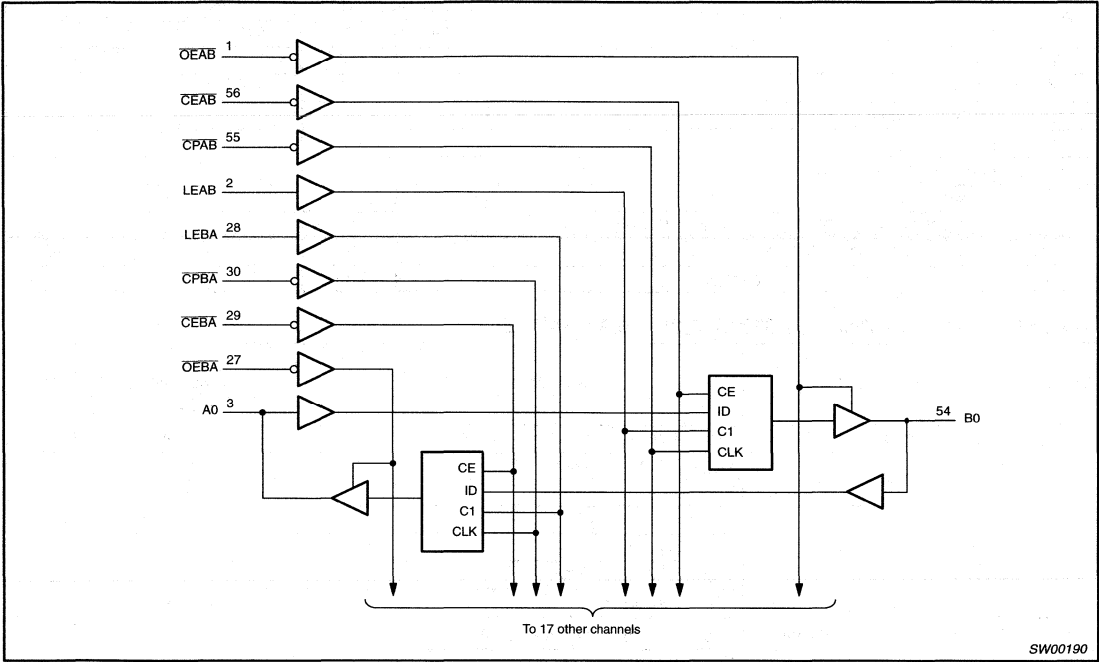 OEAB 1
CEAB 56
CPAB 55
LEAB 2
LEBA 28
CPBA 30
CEBA 29
OEBA 27
A0 3
CE
ID
C1
CLK
54 B0
CE
ID
C1
CLK
To 17 other channels
SW00190